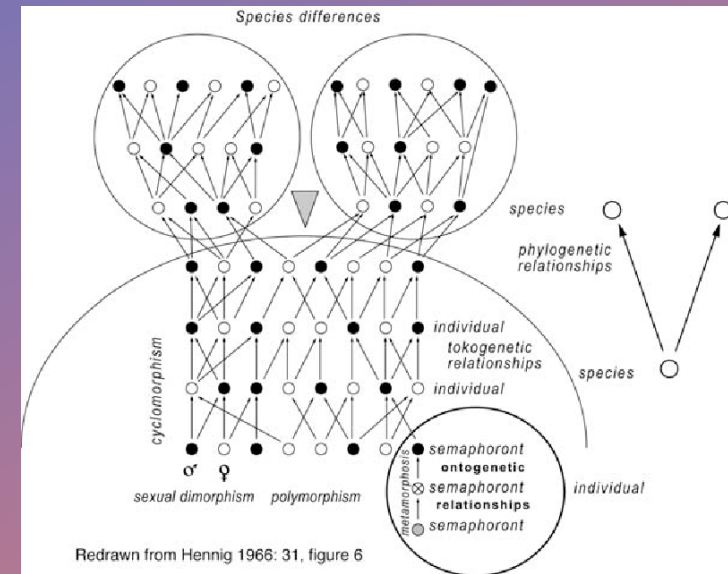 Species differences
species
phylogenetic
relationships
individual
tokogenetic
relationships
species
individual
cyclomorphism
♂ ♀
sexual dimorphism polymorphism
semaphoront
ontogenetic
semaphoront
relationships
semaphoront
metamorphosis
individual
Redrawn from Hennig 1966: 31, figure 6